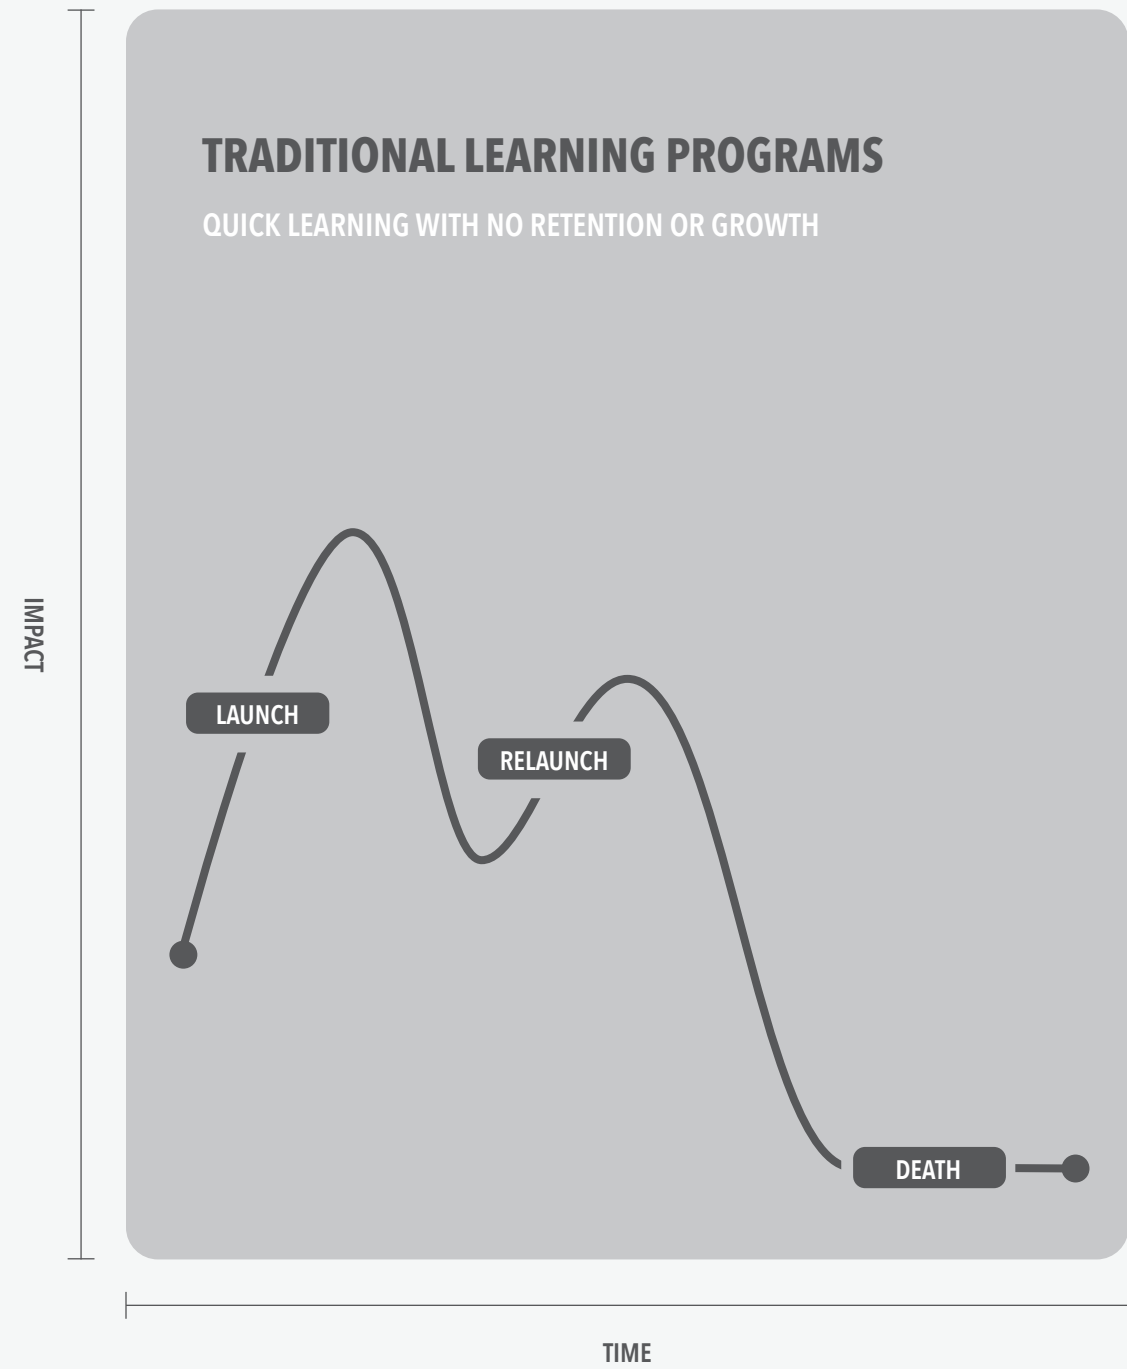 TRADITIONAL LEARNING PROGRAMS
QUICK LEARNING WITH NO RETENTION OR GROWTH
IMPACT
LAUNCH
RELAUNCH
DEATH
TIME